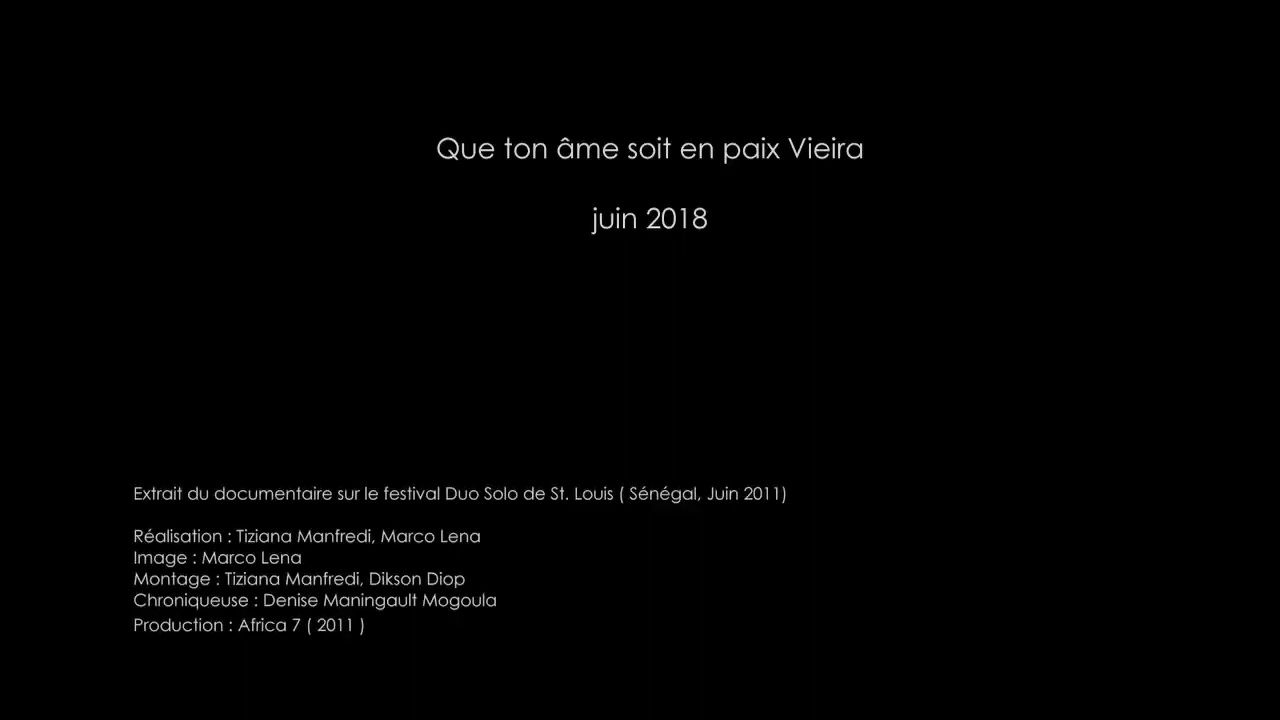 Que ton âme soit en paix Vieira
juin 2018
Extrait du documentaire sur le festival Duo Solo de St. Louis ( Sénégal, Juin 2011)
Réalisation : Tiziana Manfredi, Marco Lena
Image : Marco Lena
Montage : Tiziana Manfredi, Dikson Diop
Chroniqueuse : Denise Maningault Mogoula
Production : Africa 7 ( 2011 )